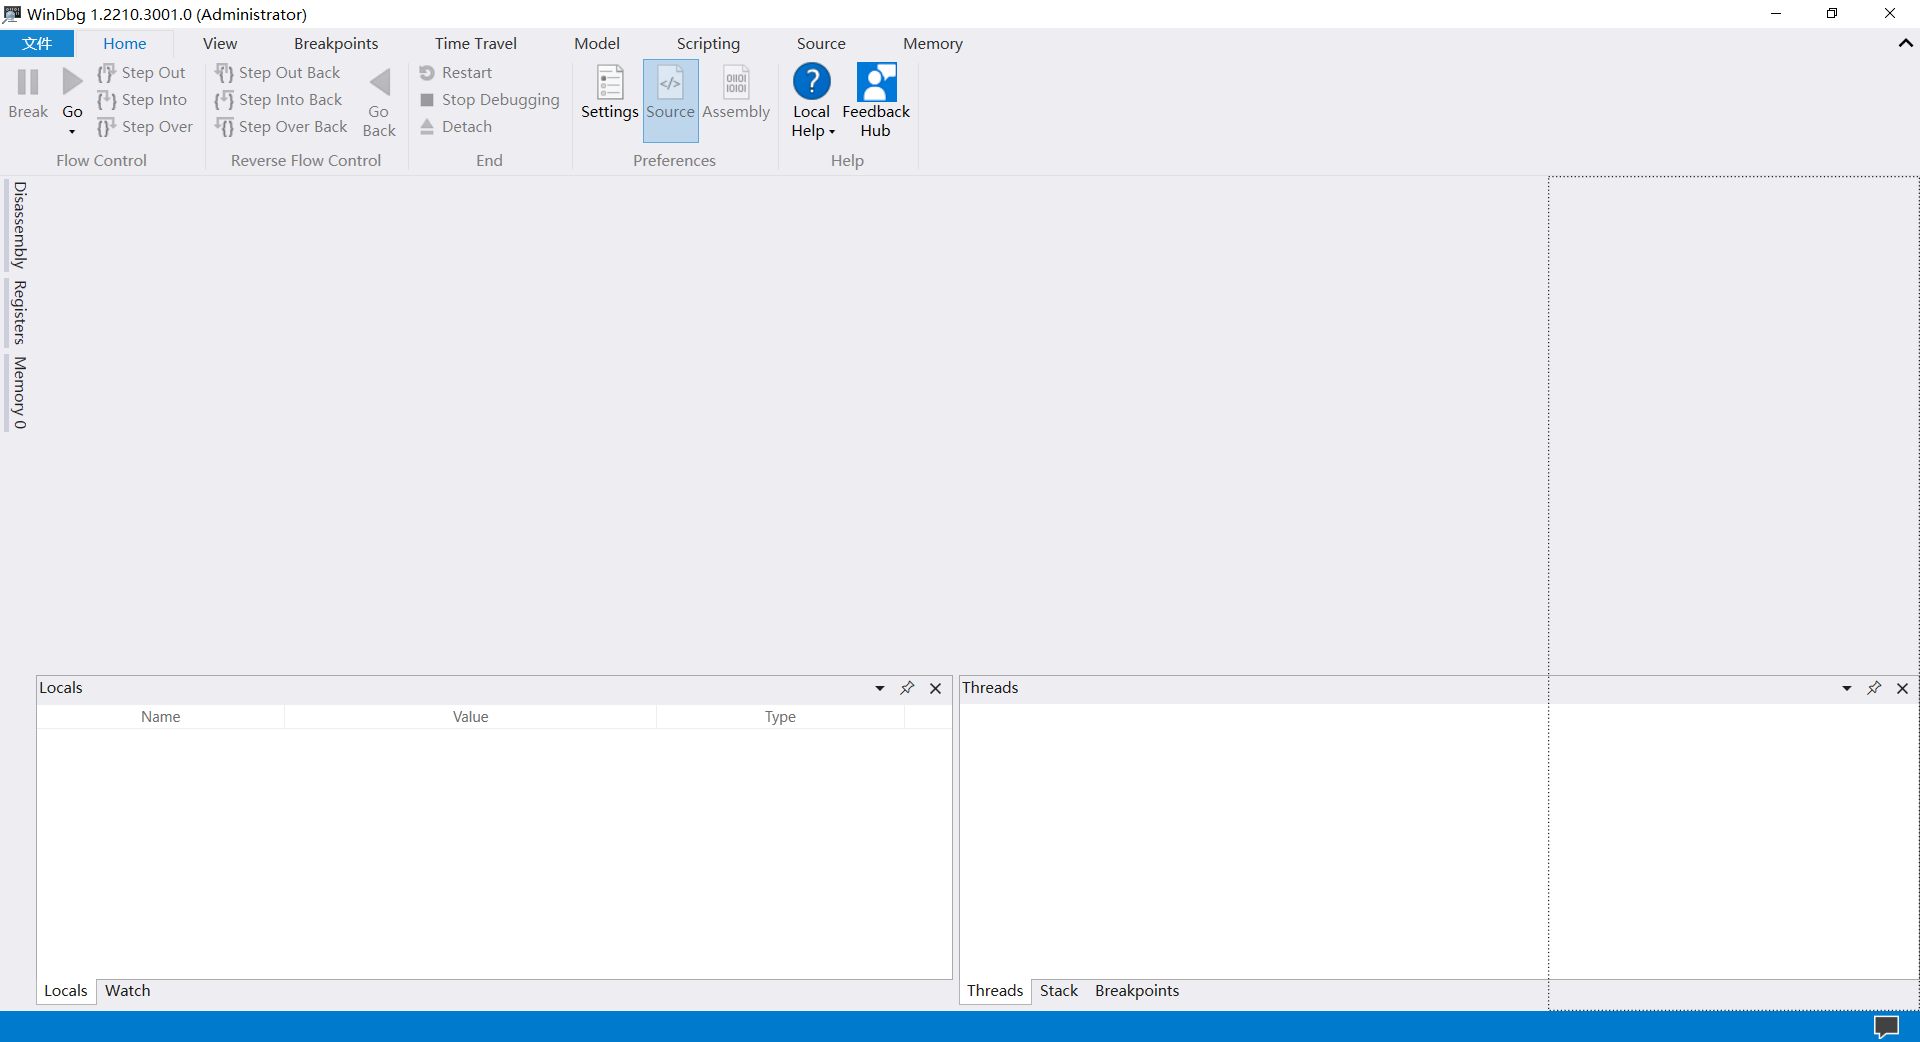 WinDbg 1.2210.3001.0 (Administrator)
文件 Home View Breakpoints Time Travel Model Scripting Source Memory
Break
Go
Step Out
Step Into
Step Over
Flow Control
Step Out Back
Step Into Back
Step Over Back
Go
Back
Reverse Flow Control
Restart
Stop Debugging
Detach
End
Settings
Source
Assembly
Preferences
Local
Help
Feedback
Hub
Help
Disassembly
Registers
Memory 0
Locals
Name Value Type
Locals Watch
Threads
Threads Stack Breakpoints